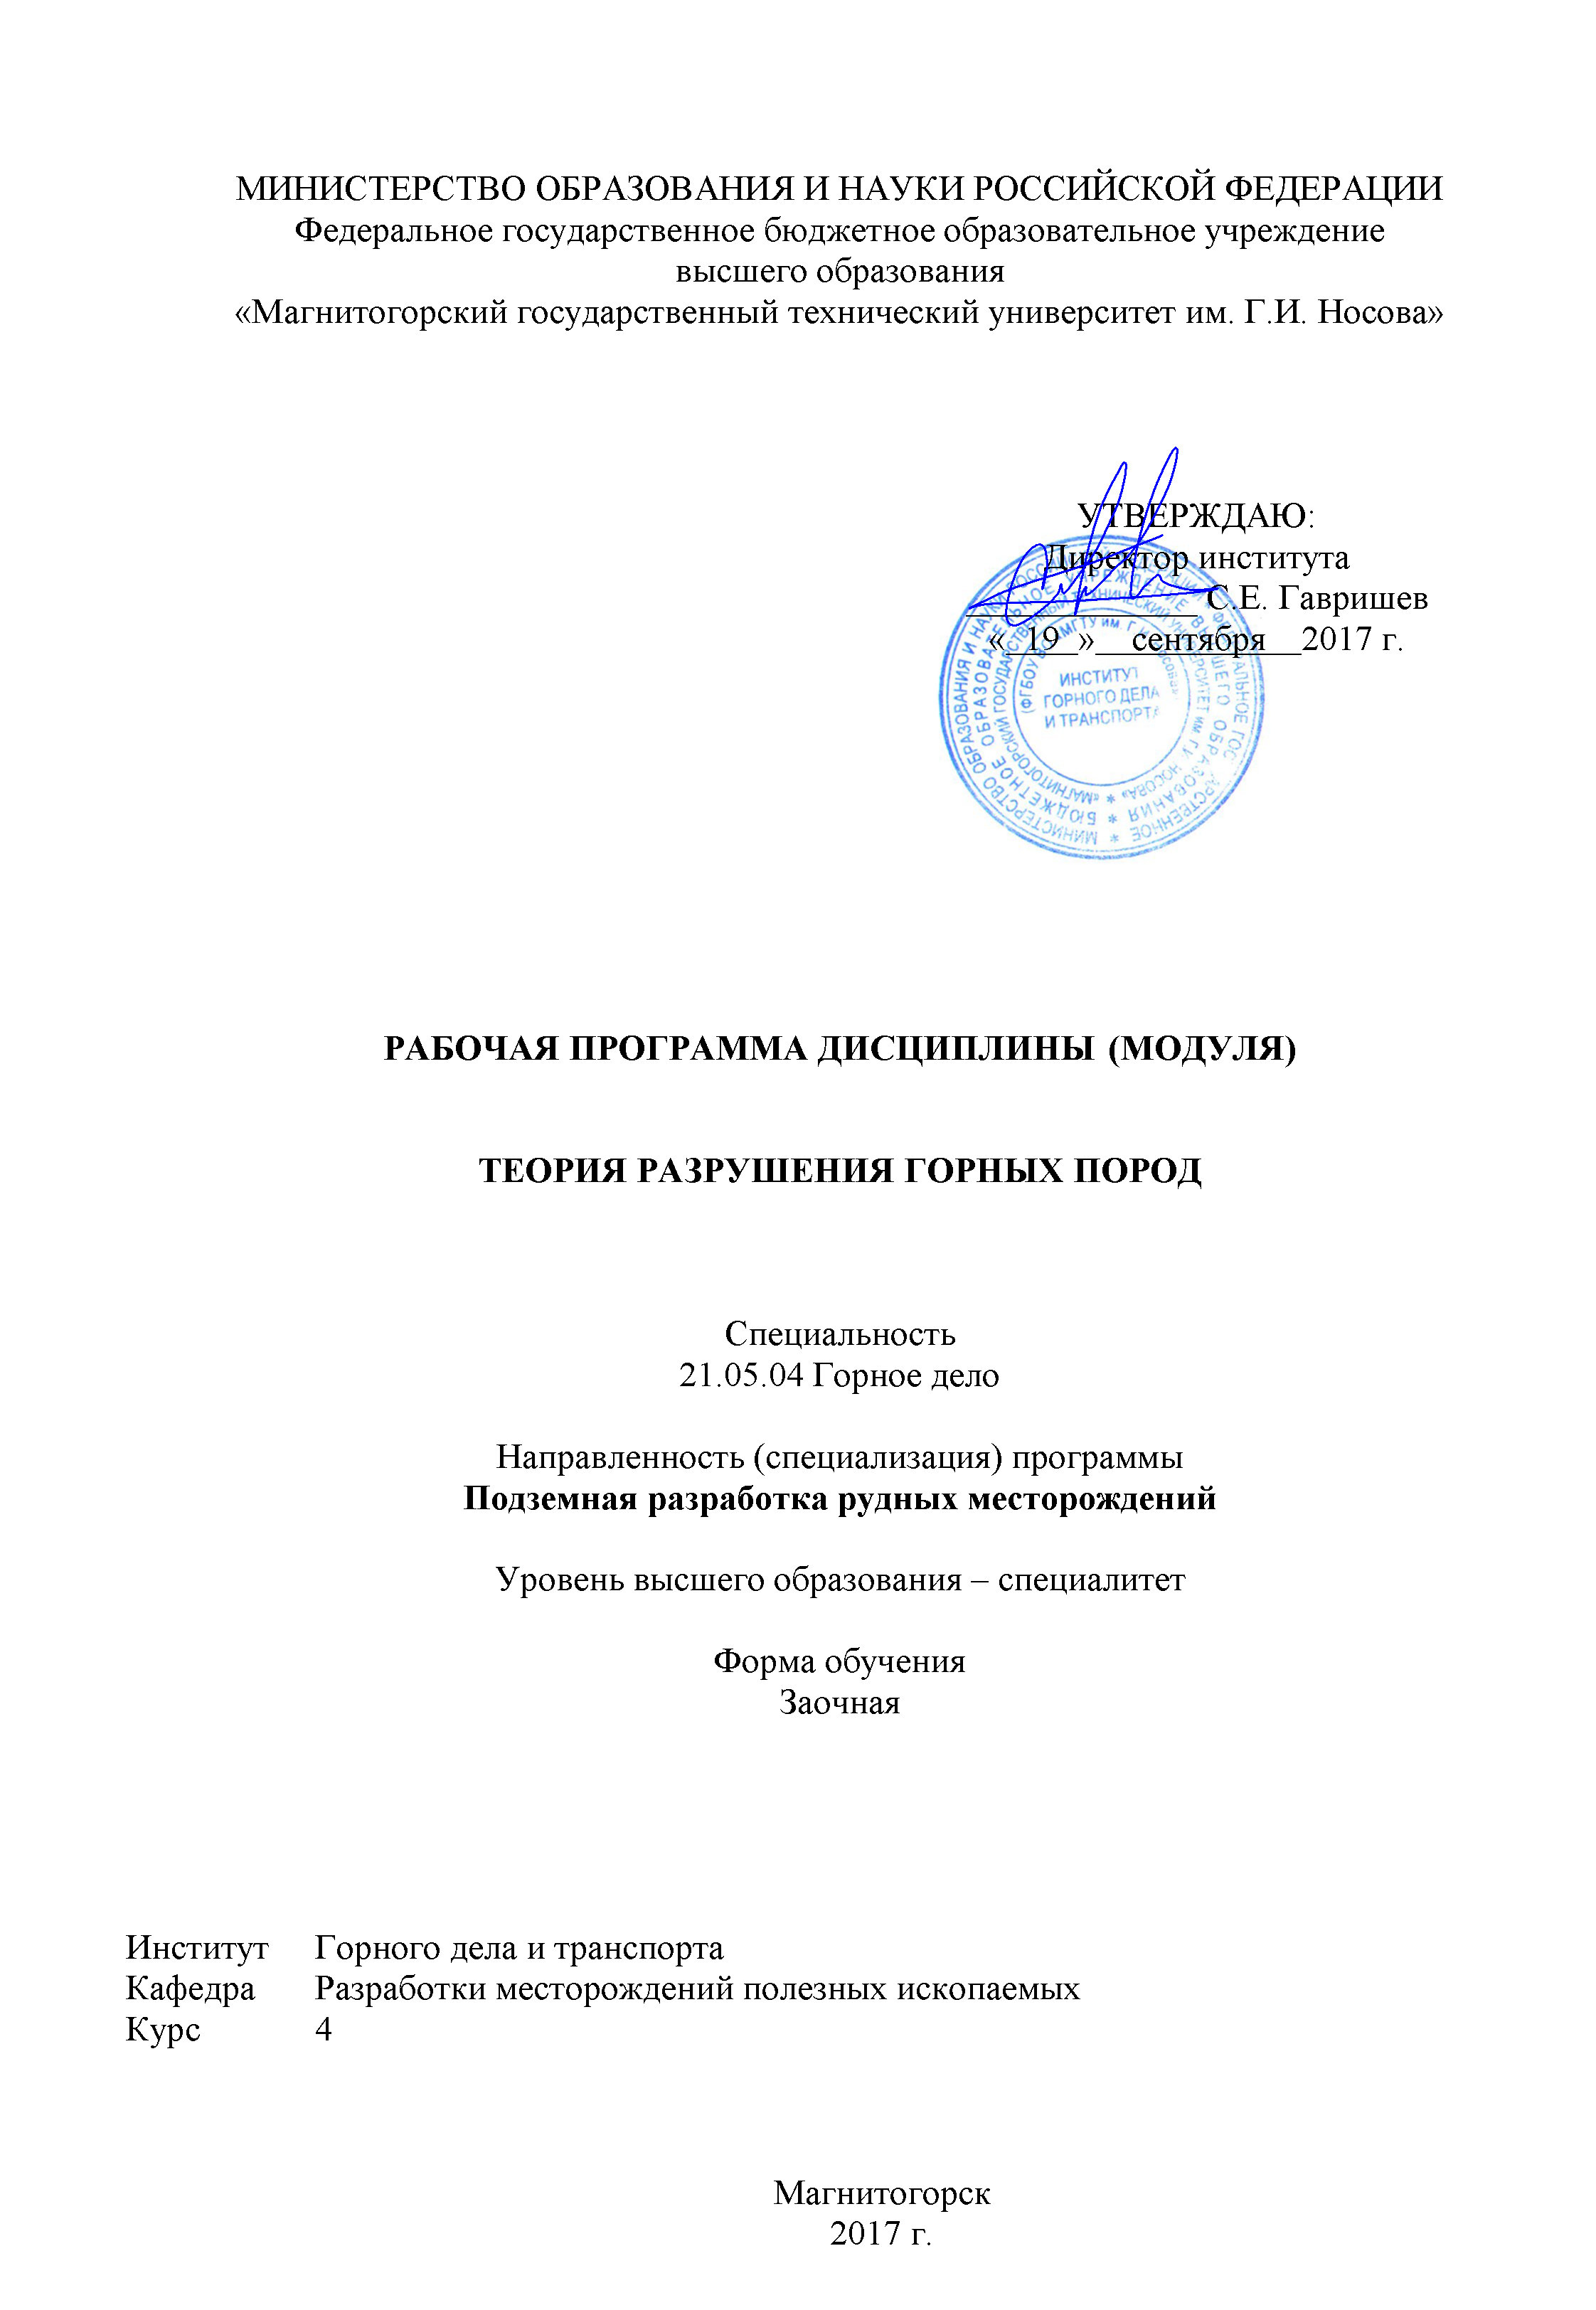 МИНИСТЕРСТВО ОБРАЗОВАНИЯ И НАУКИ РОССИЙСКОЙ ФЕДЕРАЦИИ
Федеральное государственное бюджетное образовательное учреждение
высшего образования
«Магнитогорский государственный технический университет им. Г.И. Носова»
УТВЕРЖДАЮ:
Директор института
_____________ С.Е. Гавришев
«_19_»__сентября__2017 г.
ИНСТИТУТ
ГОРНОГО ДЕЛА
И ТРАНСПОРТА
РАБОЧАЯ ПРОГРАММА ДИСЦИПЛИНЫ (МОДУЛЯ)
ТЕОРИЯ РАЗРУШЕНИЯ ГОРНЫХ ПОРОД
Специальность
21.05.04 Горное дело
Направленность (специализация) программы
Подземная разработка рудных месторождений
Уровень высшего образования – специалитет
Форма обучения
Заочная
Институт Горного дела и транспорта
Кафедра Разработки месторождений полезных ископаемых
Курс 4
Магнитогорск
2017 г.